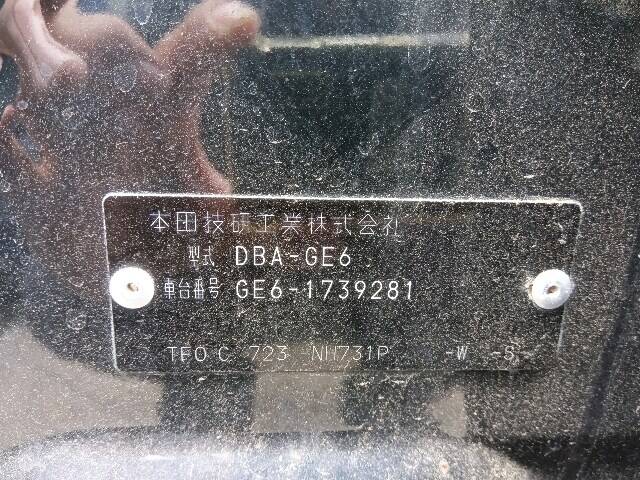 本田技研工業株式会社
型式 DBA-GE6
車台番号 GE6-1739281
TF0 C 723 NH731P -W -S-